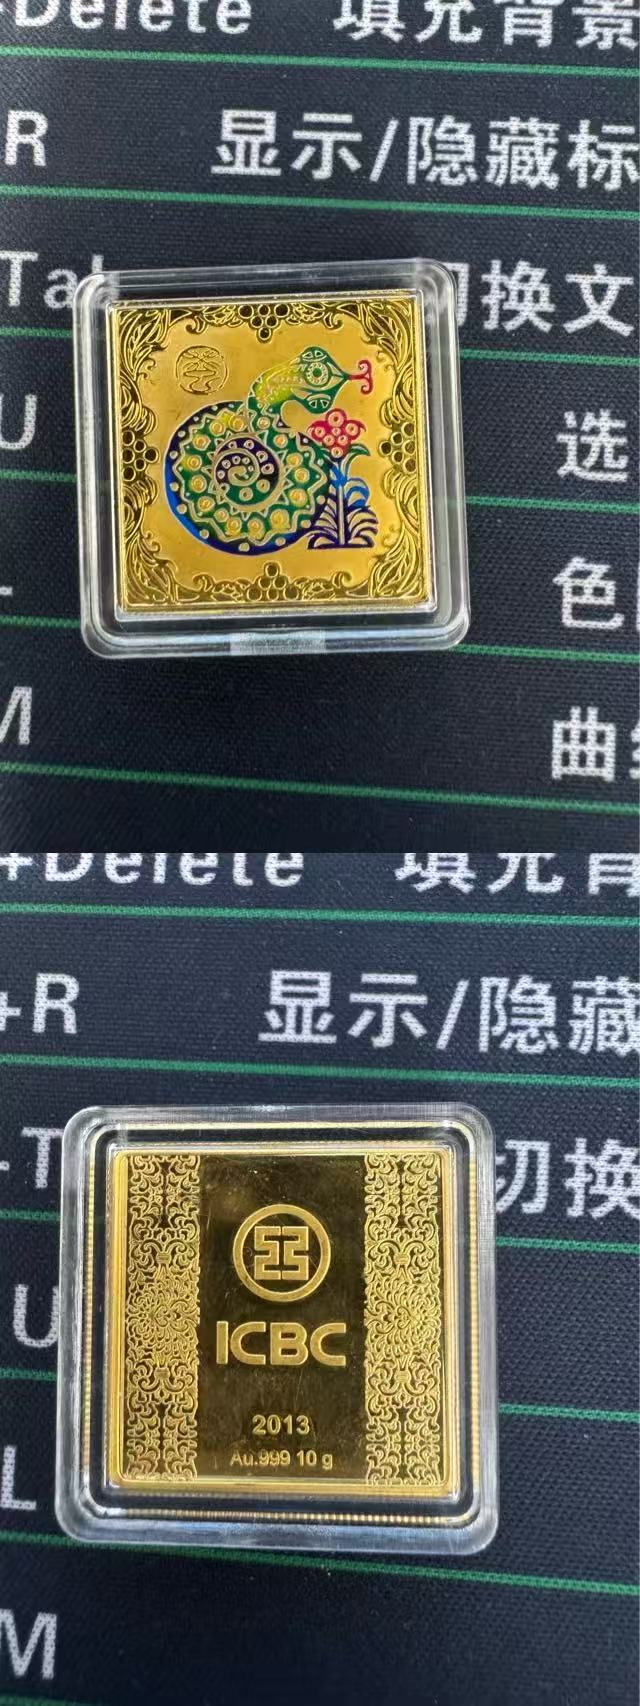 +Delete 填充背景
R 显示/隐藏标
Ta 切换文
U 选
色
M 曲
+Delete 填充背
+R 显示/隐藏
T 切换
U
L
M
ICBC
2013
Au.999 10 g